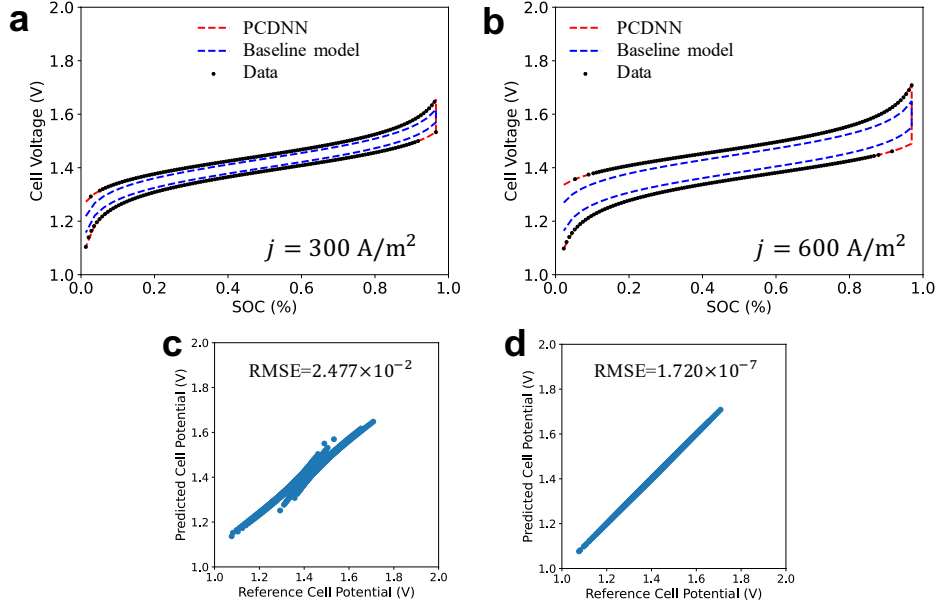 a
2.0
1.8
1.6
1.4
1.2
1.0
Cell Voltage (V)
PCDNN
Baseline model
Data
j = 300 A/m²
0.0 0.2 0.4 0.6 0.8 1.0
SOC (%)
b
2.0
1.8
1.6
1.4
1.2
1.0
Cell Voltage (V)
PCDNN
Baseline model
Data
j = 600 A/m²
0.0 0.2 0.4 0.6 0.8 1.0
SOC (%)
c
2.0
1.8
1.6
1.4
1.2
1.0
Predicted Cell Potential (V)
RMSE=2.477×10⁻²
1.0 1.2 1.4 1.6 1.8 2.0
Reference Cell Potential (V)
d
2.0
1.8
1.6
1.4
1.2
1.0
Predicted Cell Potential (V)
RMSE=1.720×10⁻⁷
1.0 1.2 1.4 1.6 1.8 2.0
Reference Cell Potential (V)